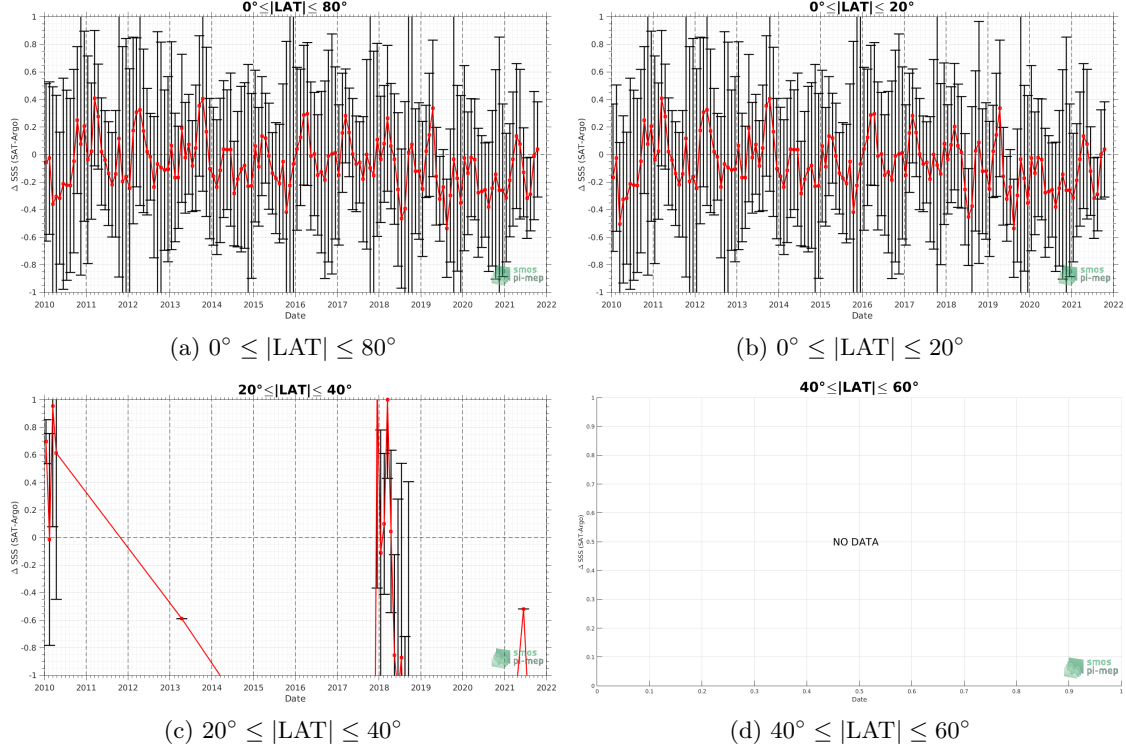 0°≤|LAT|≤ 80°
Δ SSS (SAT-Argo)
1
0.8
0.6
0.4
0.2
0
-0.2
-0.4
-0.6
-0.8
-1
2010 2011 2012 2013 2014 2015 2016 2017 2018 2019 2020 2021 2022
Date
smos
pi-mep
(a) 0° ≤ |LAT| ≤ 80°
0°≤|LAT|≤ 20°
Δ SSS (SAT-Argo)
1
0.8
0.6
0.4
0.2
0
-0.2
-0.4
-0.6
-0.8
-1
2010 2011 2012 2013 2014 2015 2016 2017 2018 2019 2020 2021 2022
Date
smos
pi-mep
(b) 0° ≤ |LAT| ≤ 20°
20°≤|LAT|≤ 40°
Δ SSS (SAT-Argo)
1
0.8
0.6
0.4
0.2
0
-0.2
-0.4
-0.6
-0.8
-1
2010 2011 2012 2013 2014 2015 2016 2017 2018 2019 2020 2021 2022
Date
smos
pi-mep
(c) 20° ≤ |LAT| ≤ 40°
40°≤|LAT|≤ 60°
Δ SSS (SAT-Argo)
1
0.9
0.8
0.7
0.6
0.5
0.4
0.3
0.2
0.1
0
NO DATA
0 0.1 0.2 0.3 0.4 0.5 0.6 0.7 0.8 0.9 1
Date
smos
pi-mep
(d) 40° ≤ |LAT| ≤ 60°